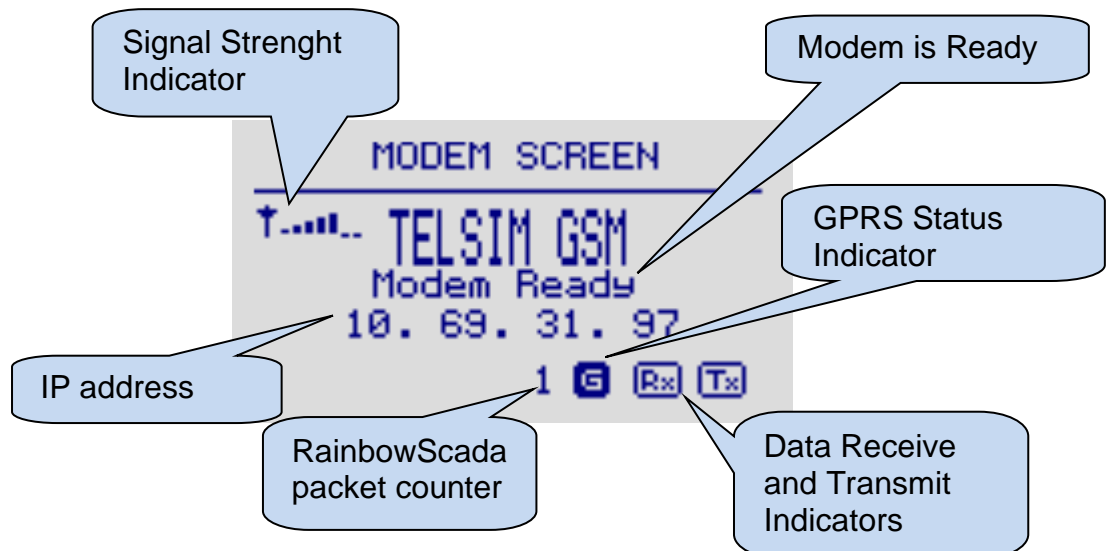 Signal Strenght
Indicator
Modem is Ready
MODEM SCREEN
TELSIM GSM
GPRS Status
Indicator
Modem Ready
10. 69. 31. 97
IP address
1 G Rx Tx
RainbowScada
packet counter
Data Receive
and Transmit
Indicators